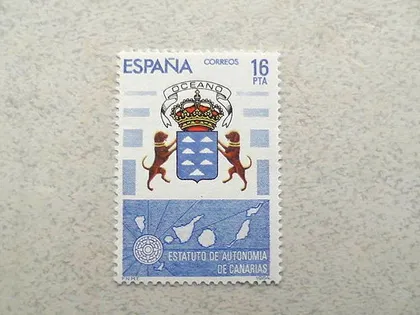 ESPAÑA CORREOS 16
PTA
OCEANO
ESTATUTO DE AUTONOMIA
DE CANARIAS
F.N.M.T.